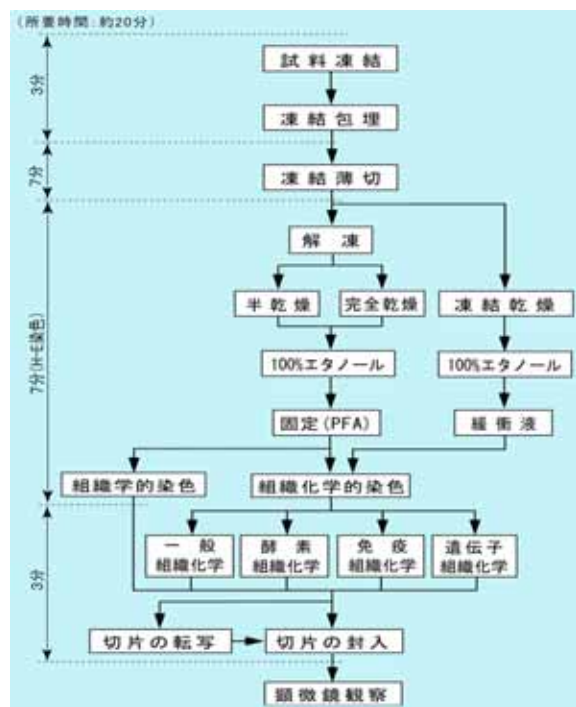 (所要時間:約20分)
試料凍結
3分
凍結包埋
7分
凍結薄切
解凍
半乾燥
完全乾燥
凍結乾燥
7分(H-E染色)
100%エタノール
100%エタノール
固定(PFA)
緩衝液
組織学的染色
組織化学的染色
一般
組織化学
酵素
組織化学
免疫
組織化学
遺伝子
組織化学
3分
切片の転写
切片の封入
顕微鏡観察